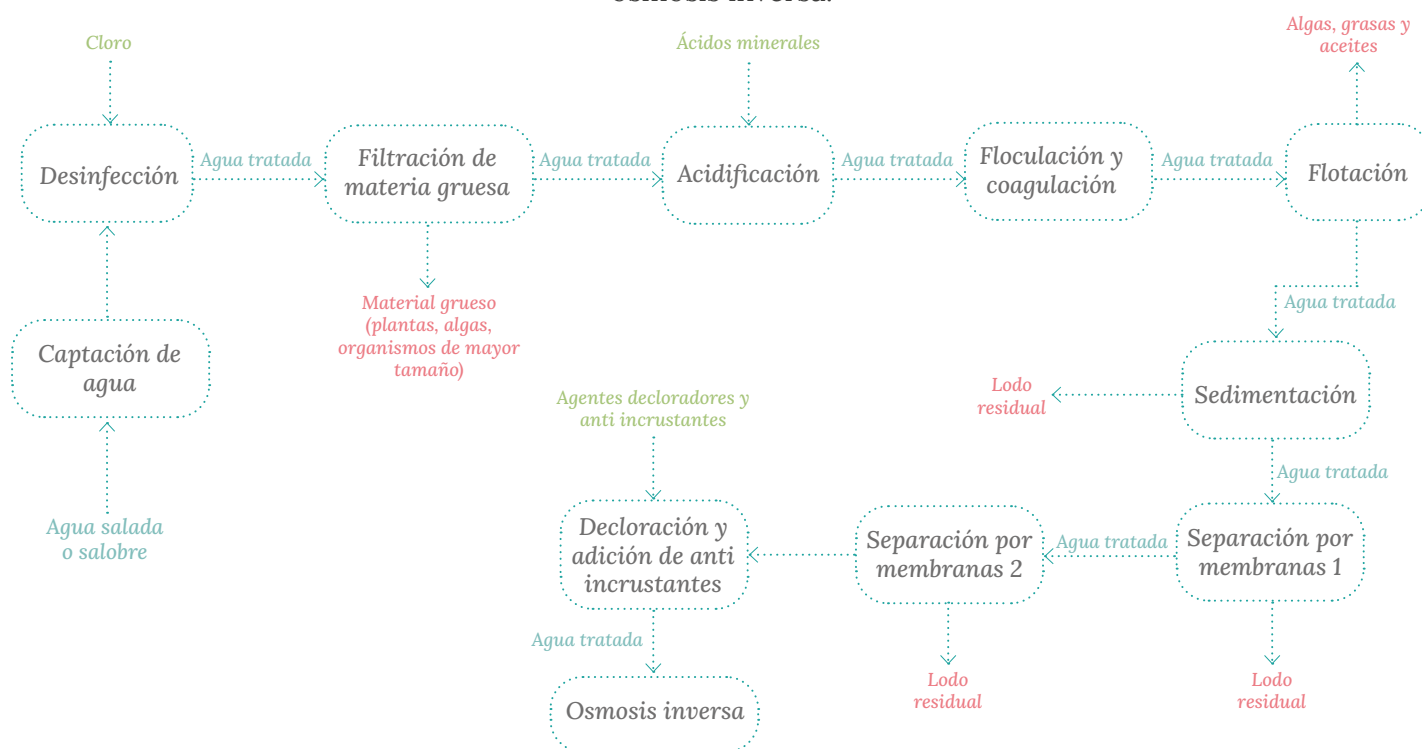 osmosis inversa.
Cloro
Ácidos minerales
Algas, grasas y
aceites
Desinfección
Agua tratada
Filtración de
materia gruesa
Agua tratada
Acidificación
Agua tratada
Floculación y
coagulación
Agua tratada
Flotación
Material grueso
(plantas, algas,
organismos de mayor
tamaño)
Agua tratada
Captación de
agua
Agentes decloradores y
anti incrustantes
Lodo
residual
Sedimentación
Agua tratada
Agua salada
o salobre
Decloración y
adición de anti
incrustantes
Separación por
membranas 2
Agua tratada
Separación por
membranas 1
Agua tratada
Lodo
residual
Lodo
residual
Osmosis inversa